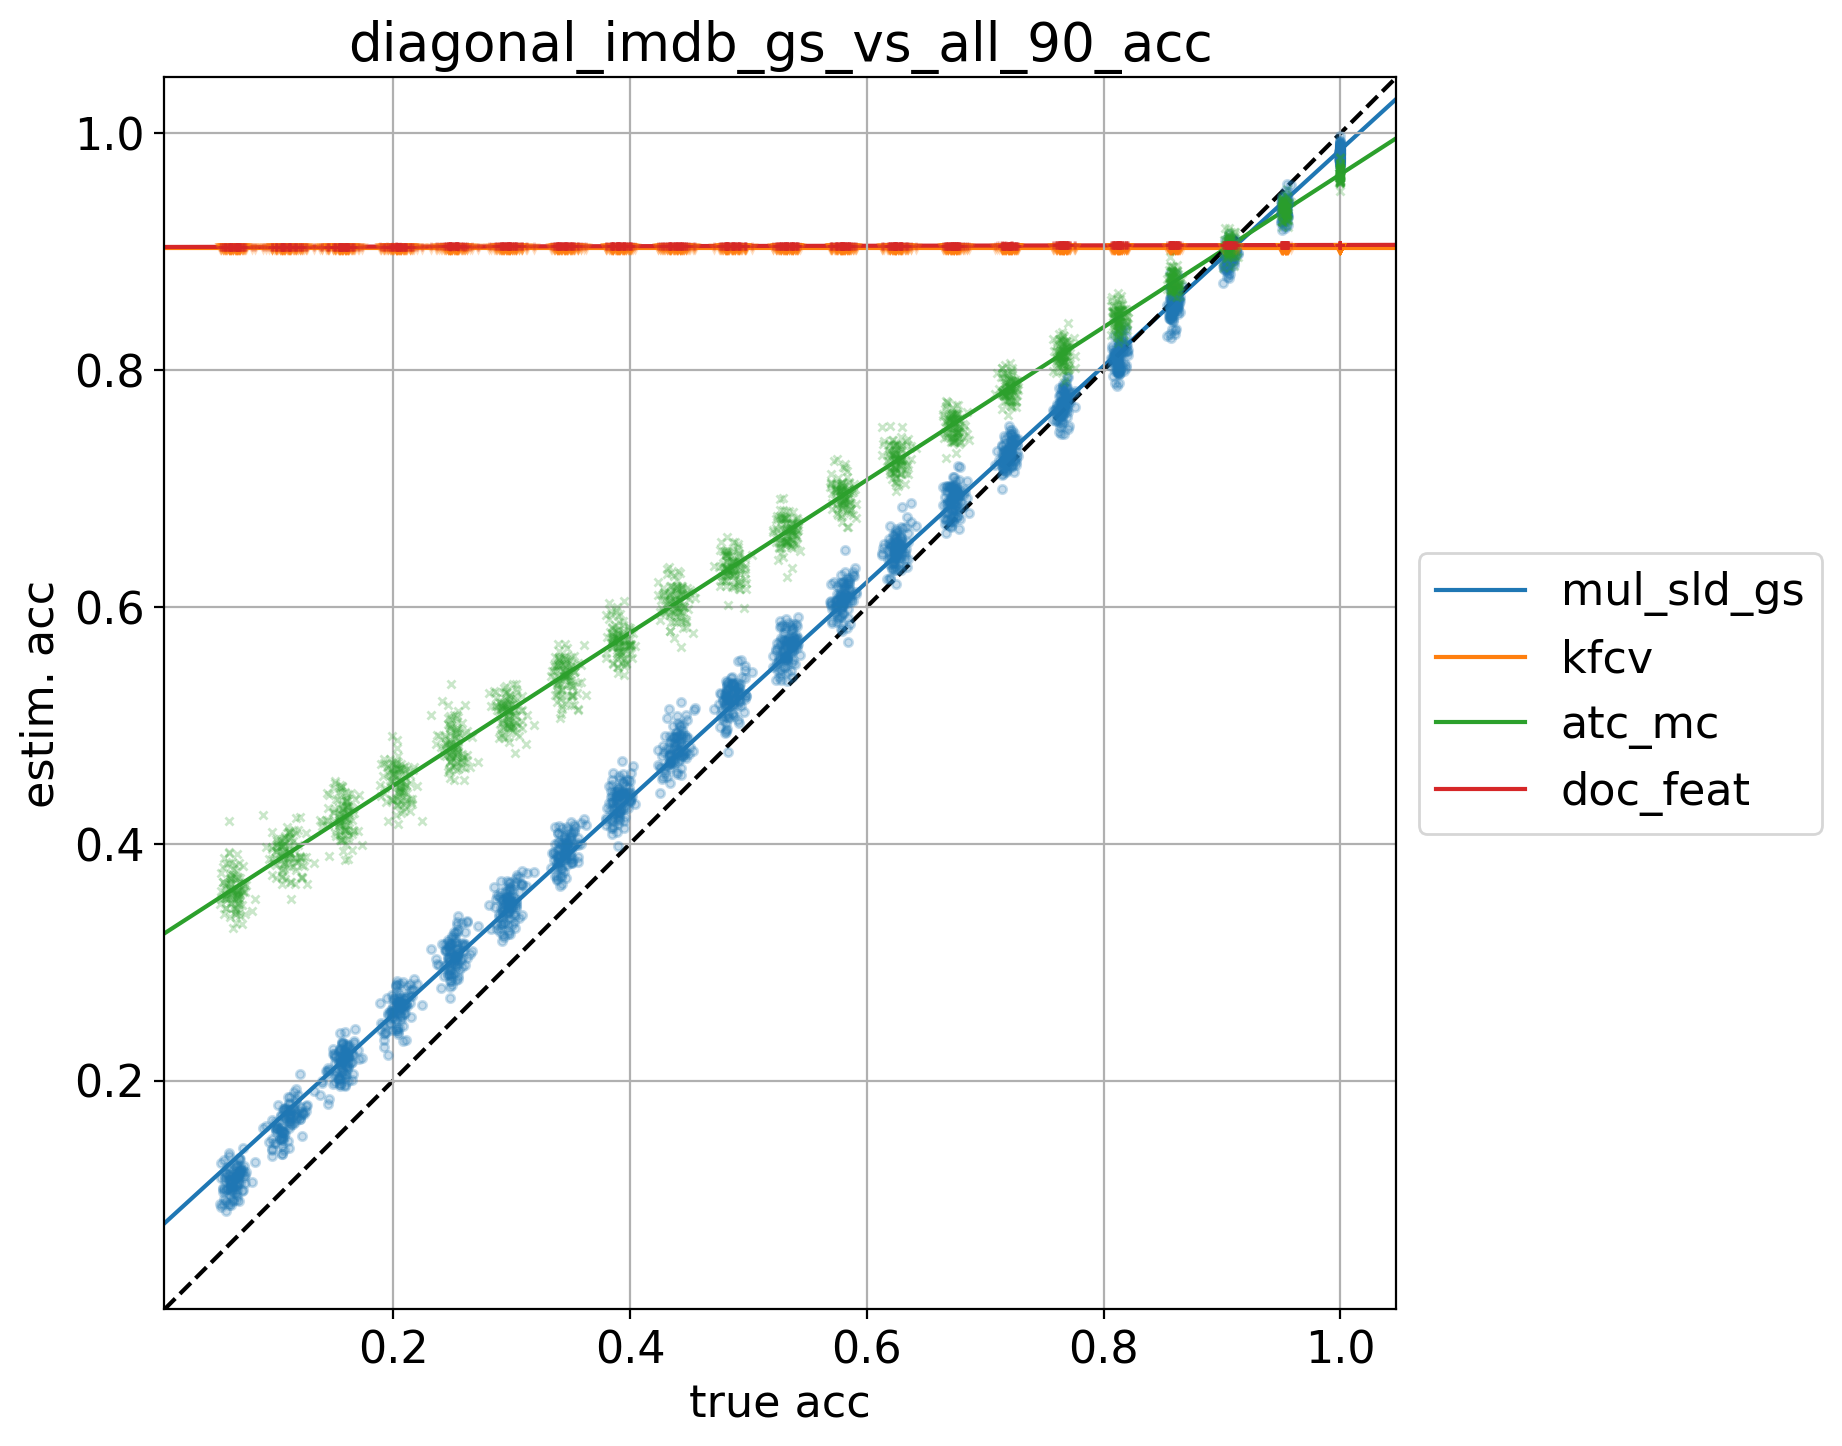 diagonal_imdb_gs_vs_all_90_acc
1.0
0.8
0.6
0.4
0.2
estim. acc
0.2 0.4 0.6 0.8 1.0
true acc
mul_sld_gs
kfcv
atc_mc
doc_feat